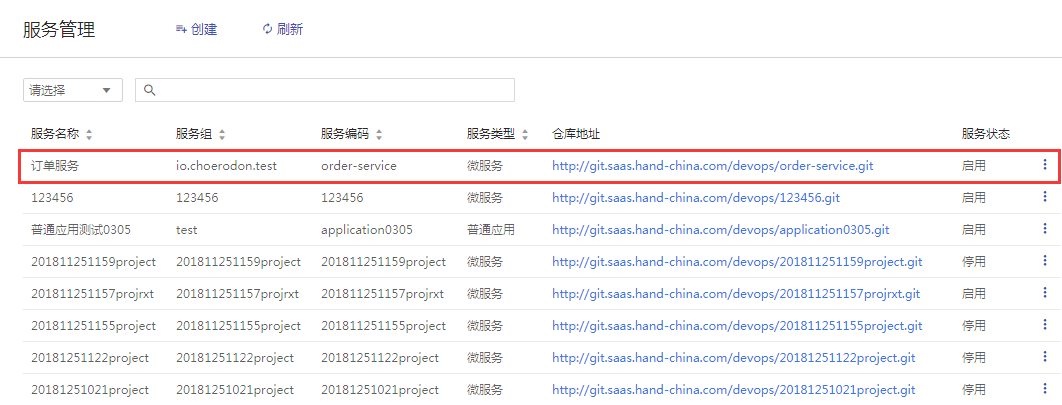 服务管理 创建 刷新
请选择
服务名称 服务组 服务编码 服务类型 仓库地址 服务状态
订单服务 io.choerodon.test order-service 微服务 http://git.saas.hand-china.com/devops/order-service.git 启用
123456 123456 123456 微服务 http://git.saas.hand-china.com/devops/123456.git 启用
普通应用测试0305 test application0305 普通应用 http://git.saas.hand-china.com/devops/application0305.git 启用
201811251159project 201811251159project 201811251159project 微服务 http://git.saas.hand-china.com/devops/201811251159project.git 停用
201811251157projrxt 201811251157projrxt 201811251157projrxt 微服务 http://git.saas.hand-china.com/devops/201811251157projrxt.git 启用
201811251155project 201811251155project 201811251155project 微服务 http://git.saas.hand-china.com/devops/201811251155project.git 停用
20181251122project 20181251122project 20181251122project 微服务 http://git.saas.hand-china.com/devops/20181251122project.git 停用
20181251021project 20181251021project 20181251021project 微服务 http://git.saas.hand-china.com/devops/20181251021project.git 停用